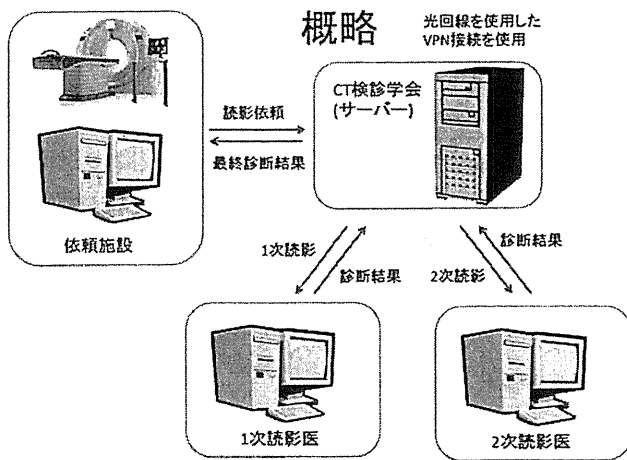 概略
光回線を使用した
VPN接続を使用
CT検診学会
(サーバー)
読影依頼
最終診断結果
依頼施設
1次読影
診断結果
2次読影
診断結果
1次読影医
2次読影医